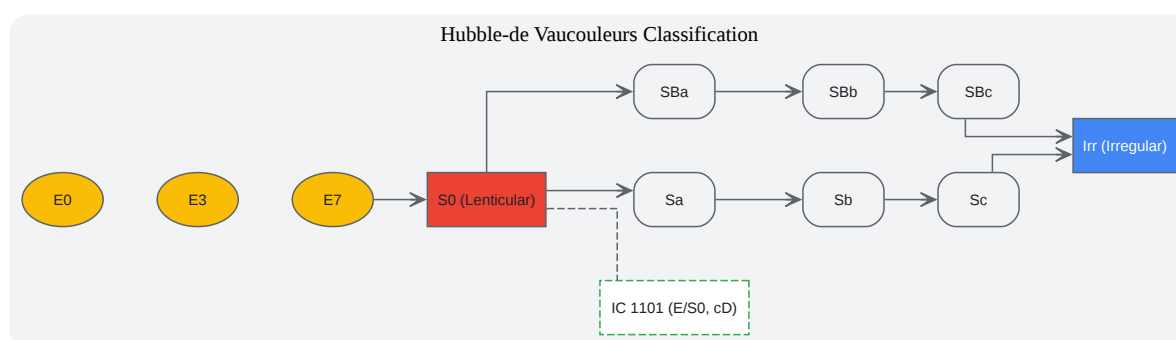 Hubble-de Vaucouleurs Classification
SBa
SBb
SBc
Irr (Irregular)
E0
E3
E7
S0 (Lenticular)
Sa
Sb
Sc
IC 1101 (E/S0, cD)